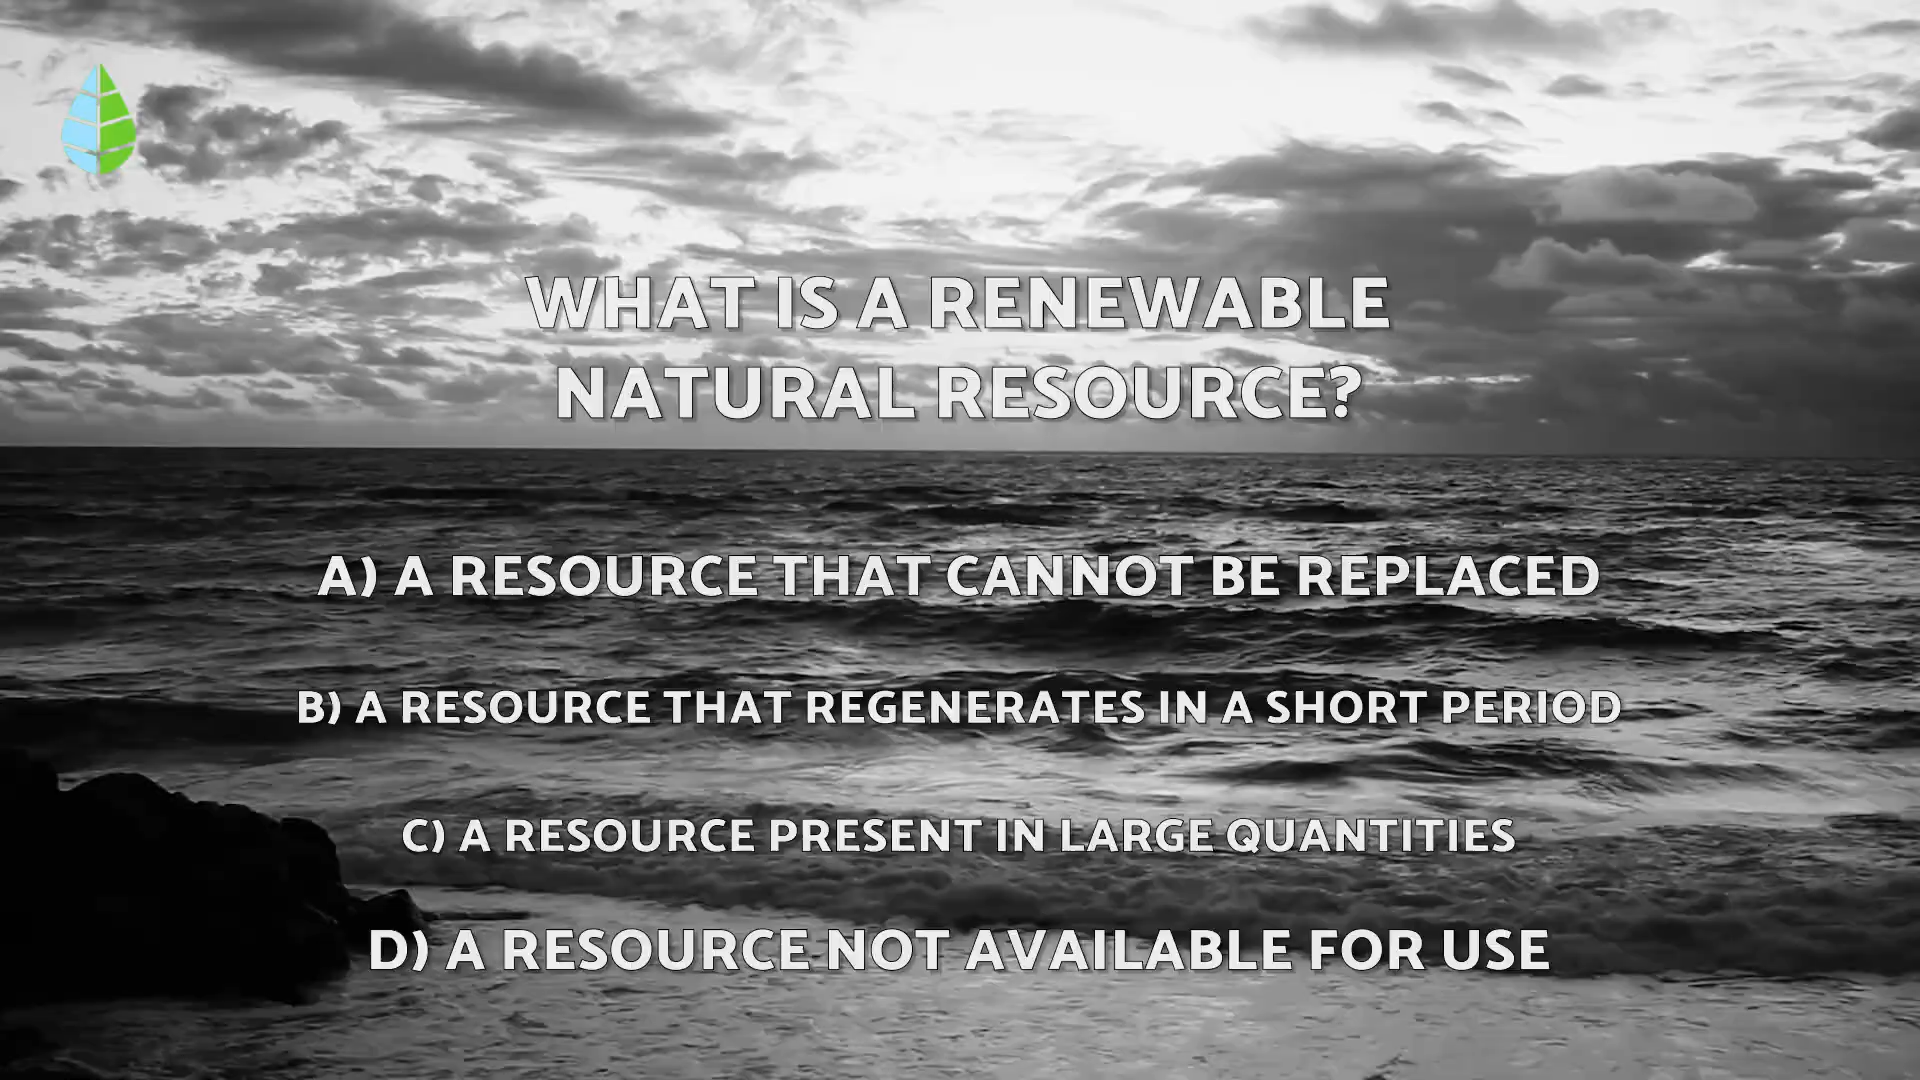 WHAT IS A RENEWABLE
NATURAL RESOURCE?
A) A RESOURCE THAT CANNOT BE REPLACED
B) A RESOURCE THAT REGENERATES IN A SHORT PERIOD
C) A RESOURCE PRESENT IN LARGE QUANTITIES
D) A RESOURCE NOT AVAILABLE FOR USE